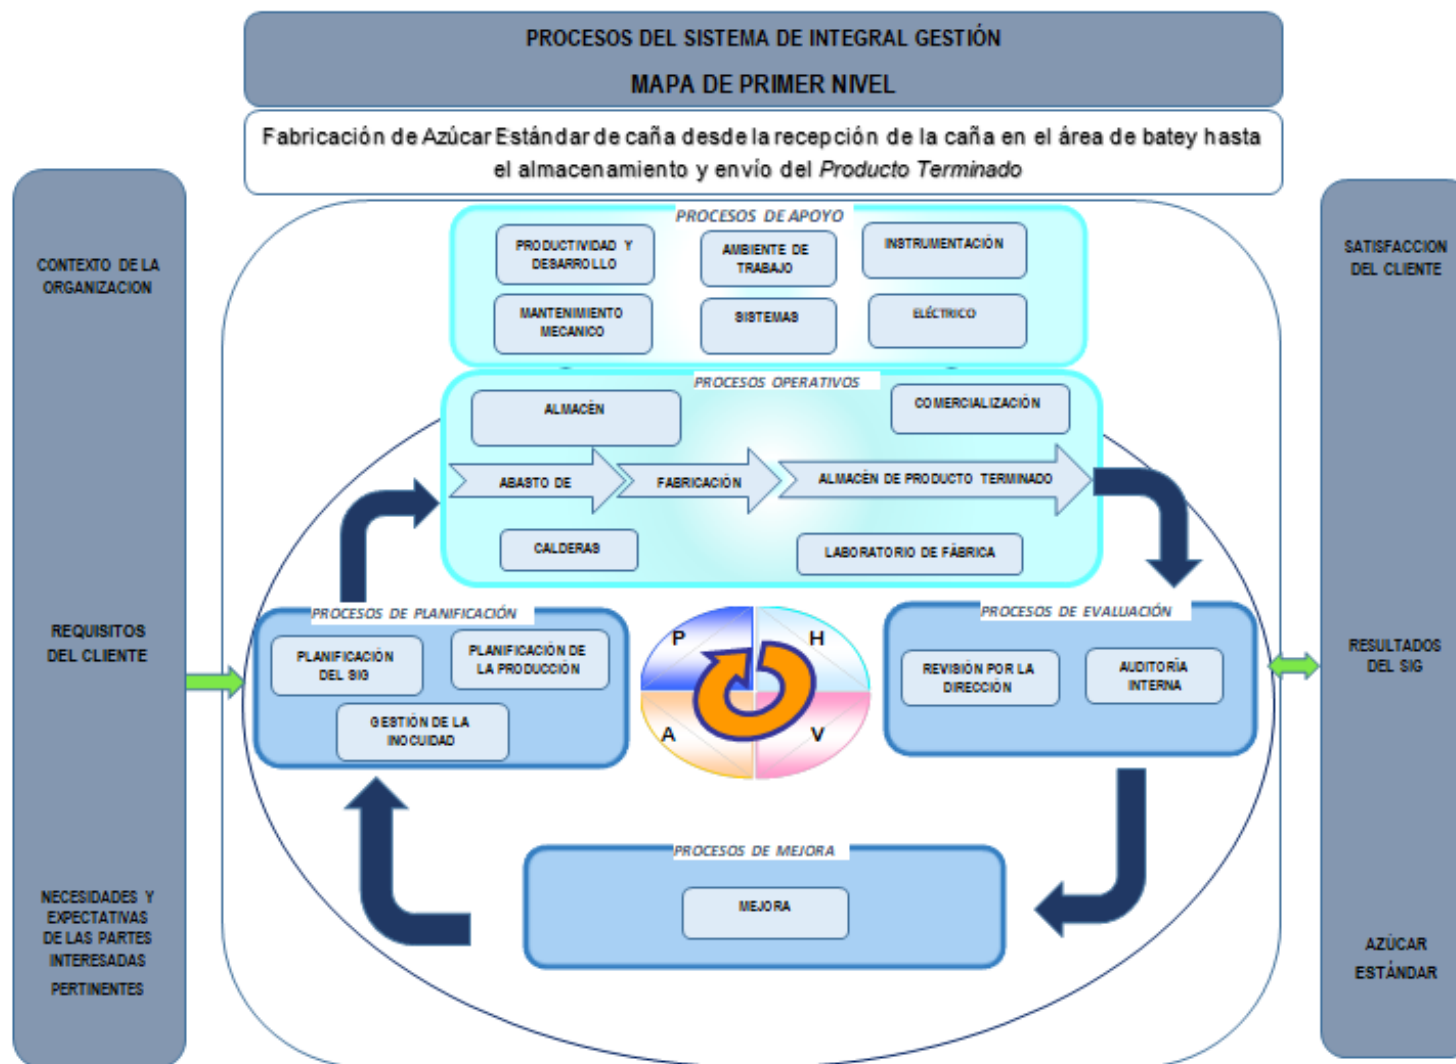 PROCESOS DEL SISTEMA DE INTEGRAL GESTIÓN
MAPA DE PRIMER NIVEL
Fabricación de Azúcar Estándar de caña desde la recepción de la caña en el área de batey hasta
el almacenamiento y envío del Producto Terminado
CONTEXTO DE LA
ORGANIZACION
REQUISITOS
DEL CLIENTE
NECESIDADES Y
EXPECTATIVAS
DE LAS PARTES
INTERESADAS
PERTINENTES
PROCESOS DE APOYO
PRODUCTIVIDAD Y
DESARROLLO
AMBIENTE DE
TRABAJO
INSTRUMENTACIÓN
MANTENIMIENTO
MECANICO
SISTEMAS
ELÉCTRICO
PROCESOS OPERATIVOS
ALMACÉN
COMERCIALIZACIÓN
ABASTO DE
FABRICACIÓN
ALMACÉN DE PRODUCTO TERMINADO
CALDERAS
LABORATORIO DE FÁBRICA
PROCESOS DE PLANIFICACIÓN
PLANIFICACIÓN
DEL SIG
PLANIFICACIÓN DE
LA PRODUCCIÓN
GESTIÓN DE LA
INOCUIDAD
P
H
A
V
PROCESOS DE EVALUACIÓN
REVISIÓN POR LA
DIRECCIÓN
AUDITORÍA
INTERNA
PROCESOS DE MEJORA
MEJORA
SATISFACCION
DEL CLIENTE
RESULTADOS
DEL SIG
AZÚCAR
ESTÁNDAR